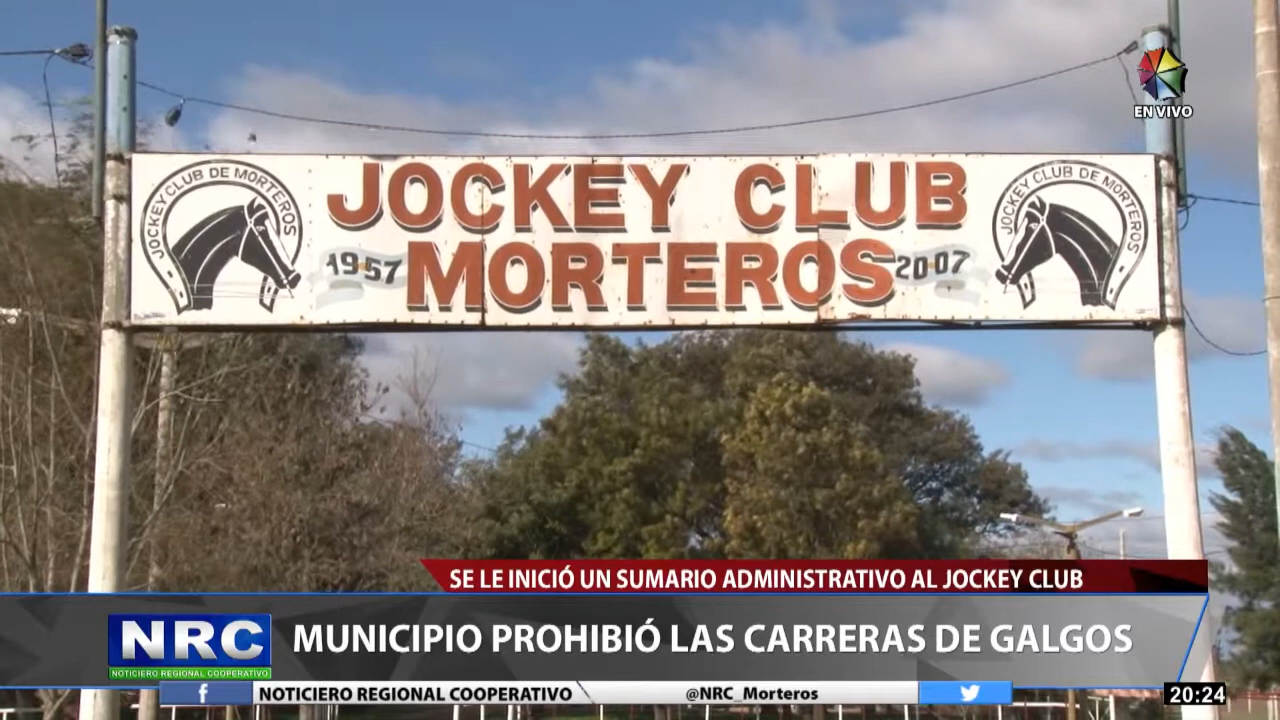 EN VIVO
JOCKEY CLUB DE MORTEROS
JOCKEY CLUB
JOCKEY CLUB DE MORTEROS
1957 MORTEROS 2007
SE LE INICIÓ UN SUMARIO ADMINISTRATIVO AL JOCKEY CLUB
NRC
NOTICIERO REGIONAL COOPERATIVO
MUNICIPIO PROHIBIÓ LAS CARRERAS DE GALGOS
f NOTICIERO REGIONAL COOPERATIVO @NRC_Morteros
20:24